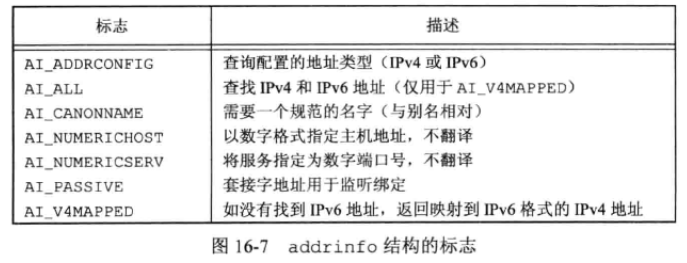 标志 描述
AI_ADDRCONFIG 查询配置的地址类型（IPv4 或 IPv6）
AI_ALL 查找 IPv4 和 IPv6 地址（仅用于 AI_V4MAPPED）
AI_CANONNAME 需要一个规范的名字（与别名相对）
AI_NUMERICHOST 以数字格式指定主机地址，不翻译
AI_NUMERICSERV 将服务指定为数字端口号，不翻译
AI_PASSIVE 套接字地址用于监听绑定
AI_V4MAPPED 如没有找到 IPv6 地址，返回映射到 IPv6 格式的 IPv4 地址
图 16-7 addrinfo 结构的标志